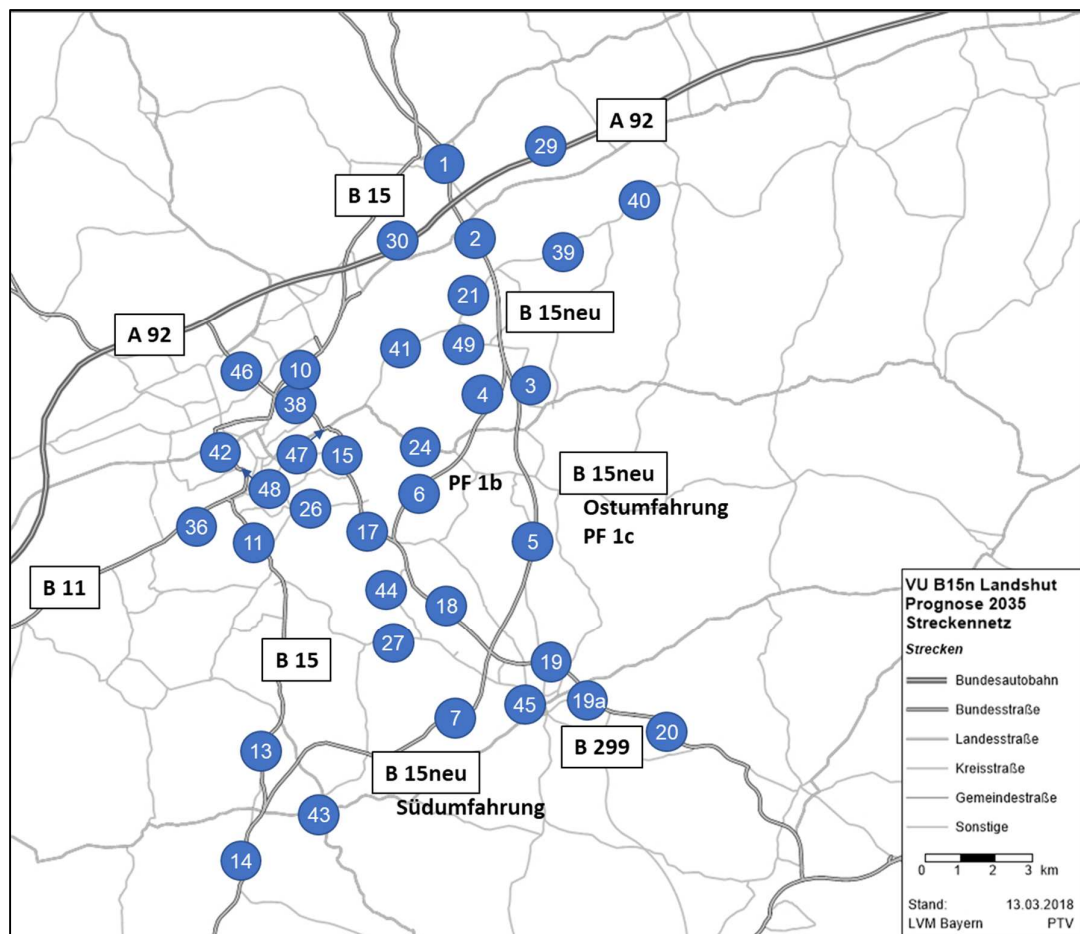 A 92
29
1
B 15
40
30
2
39
21
B 15neu
A 92
41
49
46
10
3
4
38
42
24
47
15
B 15neu
PF 1b
48
6
Ostumfahrung
26
36
17
PF 1c
11
5
B 11
44
18
VU B15n Landshut
Prognose 2035
Streckennetz
Strecken
Bundesautobahn
Bundesstraße
Landesstraße
Kreisstraße
Gemeindestraße
Sonstige
0 1 2 3 km
Stand: 13.03.2018
LVM Bayern PTV
27
B 15
19
45
19a
7
20
13
B 299
B 15neu
Südumfahrung
43
14